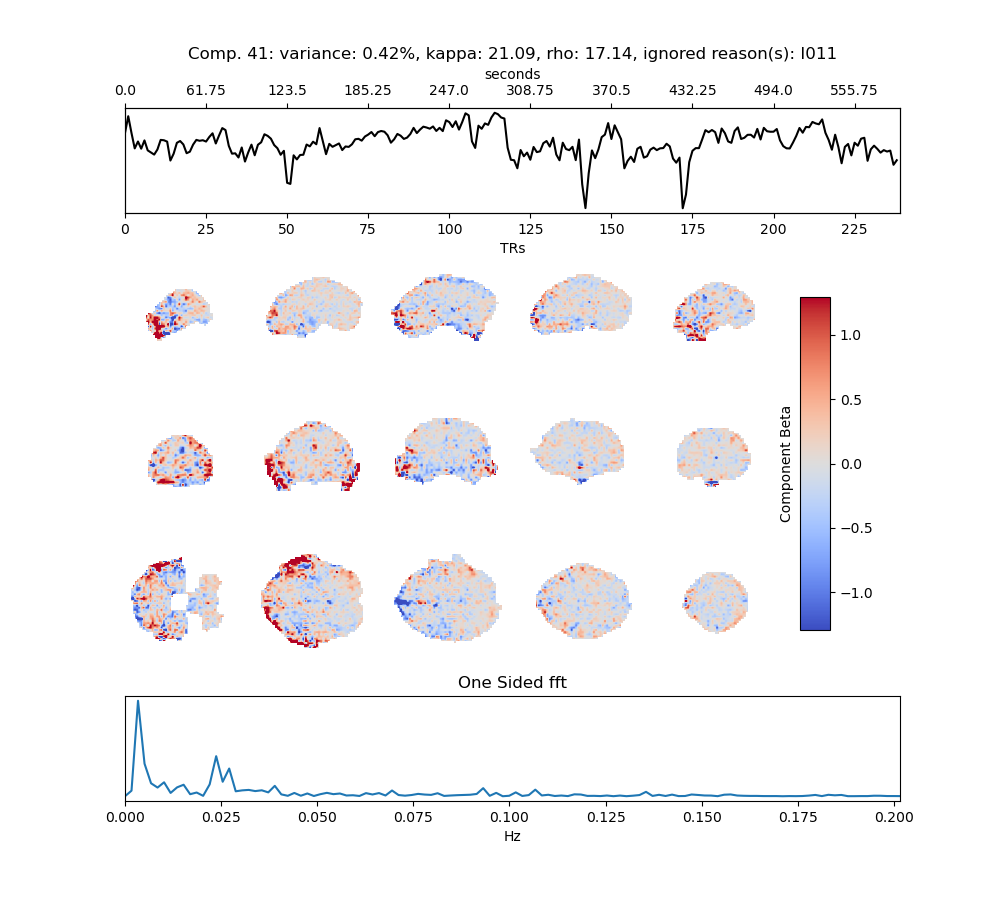 Comp. 41: variance: 0.42%, kappa: 21.09, rho: 17.14, ignored reason(s): I011
seconds
0.0 61.75 123.5 185.25 247.0 308.75 370.5 432.25 494.0 555.75
0 25 50 75 100 125 150 175 200 225
TRs
1.0
0.5
0.0
−0.5
−1.0
Component Beta
One Sided fft
0.000 0.025 0.050 0.075 0.100 0.125 0.150 0.175 0.200
Hz